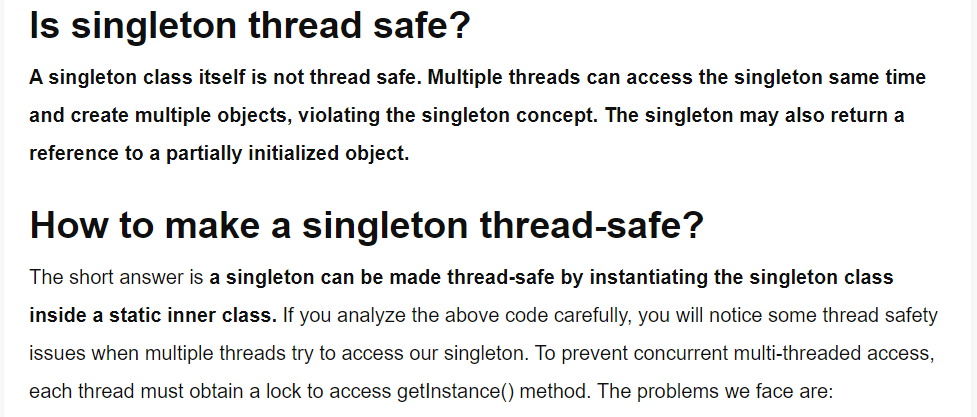 Is singleton thread safe?
A singleton class itself is not thread safe. Multiple threads can access the singleton same time
and create multiple objects, violating the singleton concept. The singleton may also return a
reference to a partially initialized object.
How to make a singleton thread-safe?
The short answer is a singleton can be made thread-safe by instantiating the singleton class
inside a static inner class. If you analyze the above code carefully, you will notice some thread safety
issues when multiple threads try to access our singleton. To prevent concurrent multi-threaded access,
each thread must obtain a lock to access getInstance() method. The problems we face are: